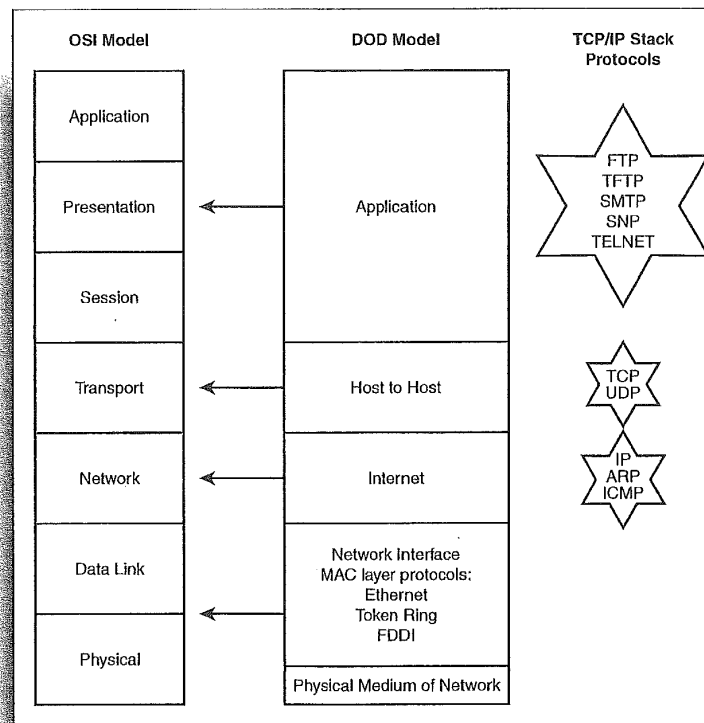 OSI Model
DOD Model
TCP/IP Stack
Protocols
Application
Presentation
Session
Transport
Network
Data Link
Physical
Application
Host to Host
Internet
Network Interface
MAC layer protocols:
Ethernet
Token Ring
FDDI
Physical Medium of Network
FTP
TFTP
SMTP
SNP
TELNET
TCP
UDP
IP
ARP
ICMP